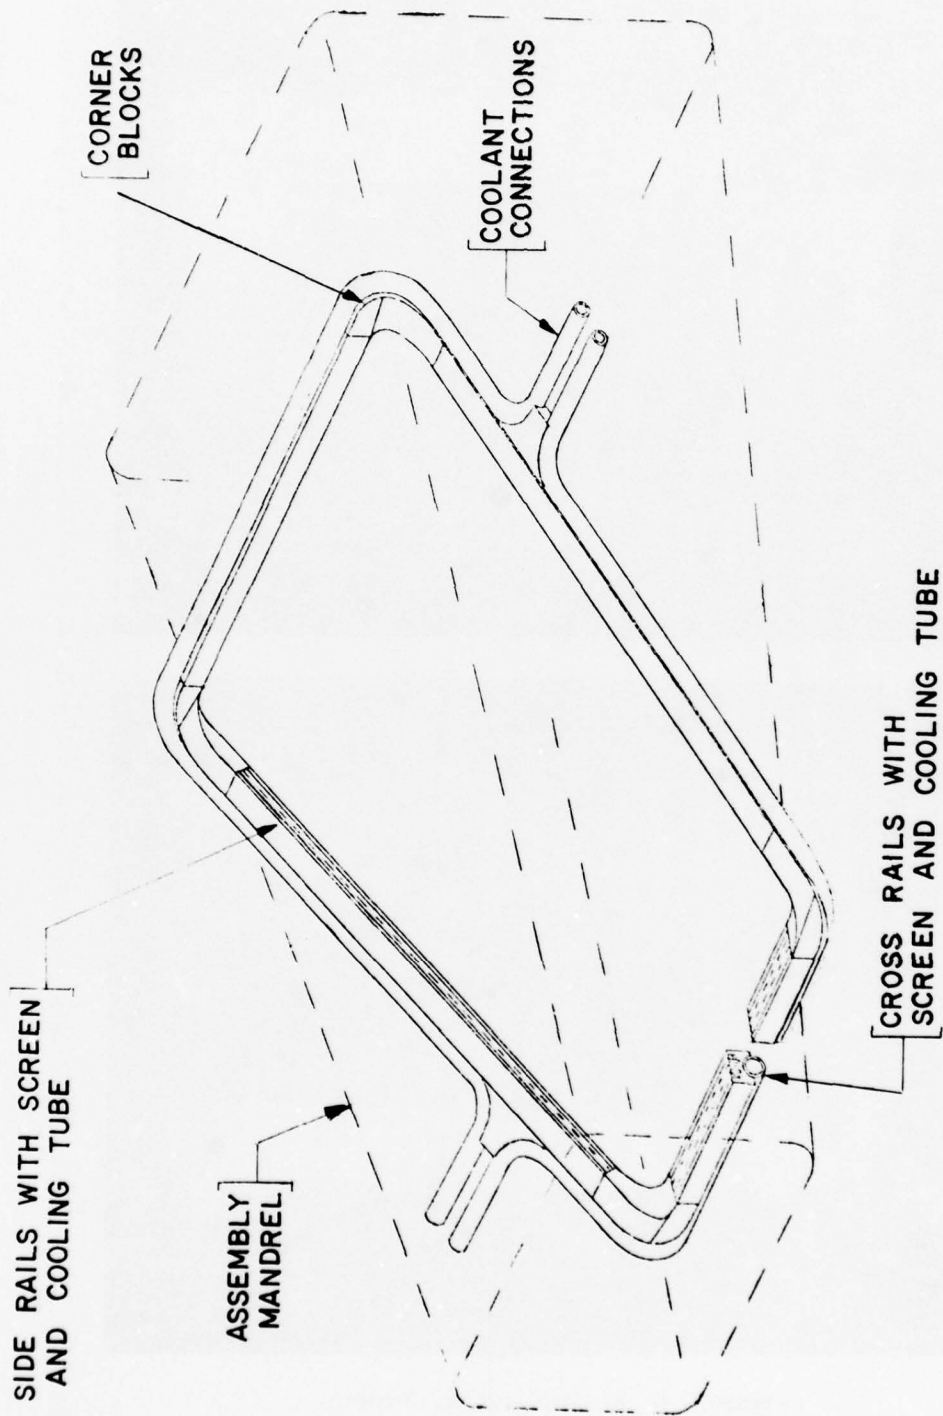 SIDE RAILS WITH SCREEN
AND COOLING TUBE
CORNER
BLOCKS
ASSEMBLY
MANDREL
COOLANT
CONNECTIONS
CROSS RAILS WITH
SCREEN AND COOLING TUBE